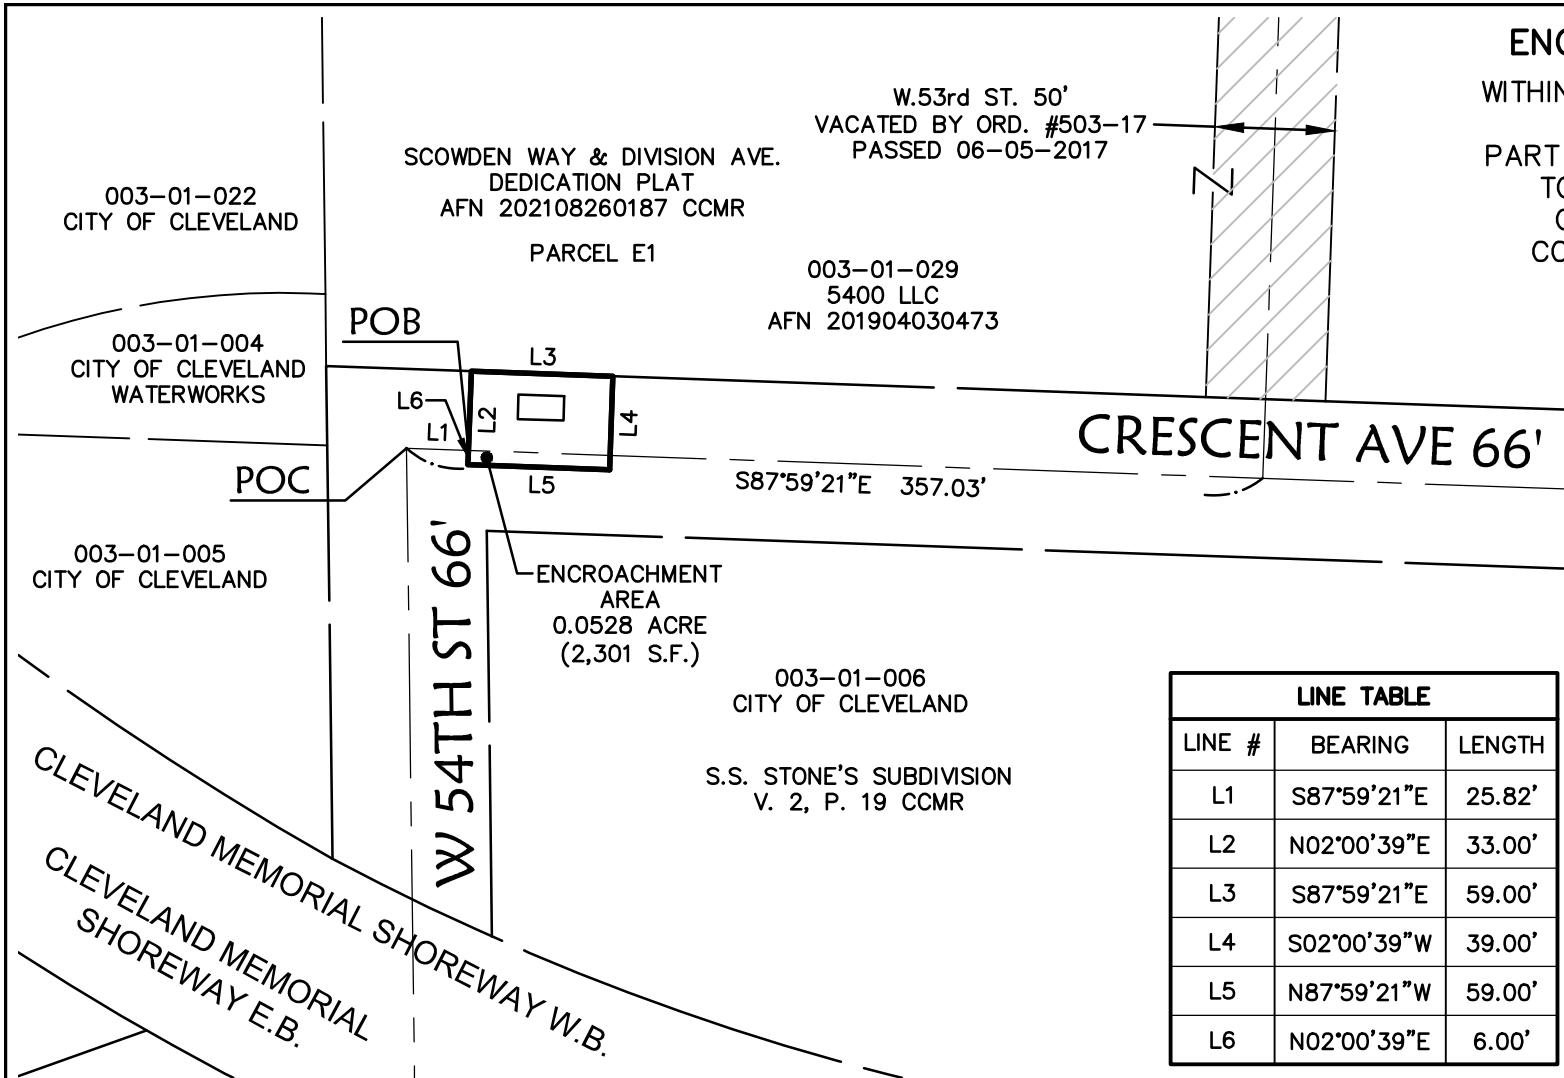 ENC
WITHIN
PART
TO
C
CO
W.53rd ST. 50'
VACATED BY ORD. #503-17
PASSED 06-05-2017
Z
SCOWDEN WAY & DIVISION AVE.
DEDICATION PLAT
AFN 202108260187 CCMR
PARCEL E1
003-01-022
CITY OF CLEVELAND
003-01-029
5400 LLC
AFN 201904030473
003-01-004
CITY OF CLEVELAND
WATERWORKS
POB
L3
L6
L2
L4
L1
POC
L5
CRESCENT AVE 66'
S87°59'21"E 357.03'
003-01-005
CITY OF CLEVELAND
W 54TH ST 66'
ENCROACHMENT
AREA
0.0528 ACRE
(2,301 S.F.)
003-01-006
CITY OF CLEVELAND
S.S. STONE'S SUBDIVISION
V. 2, P. 19 CCMR
CLEVELAND MEMORIAL SHOREWAY W.B.
CLEVELAND MEMORIAL
SHOREWAY E.B.
LINE TABLE
LINE # BEARING LENGTH
L1 S87°59'21"E 25.82'
L2 N02°00'39"E 33.00'
L3 S87°59'21"E 59.00'
L4 S02°00'39"W 39.00'
L5 N87°59'21"W 59.00'
L6 N02°00'39"E 6.00'